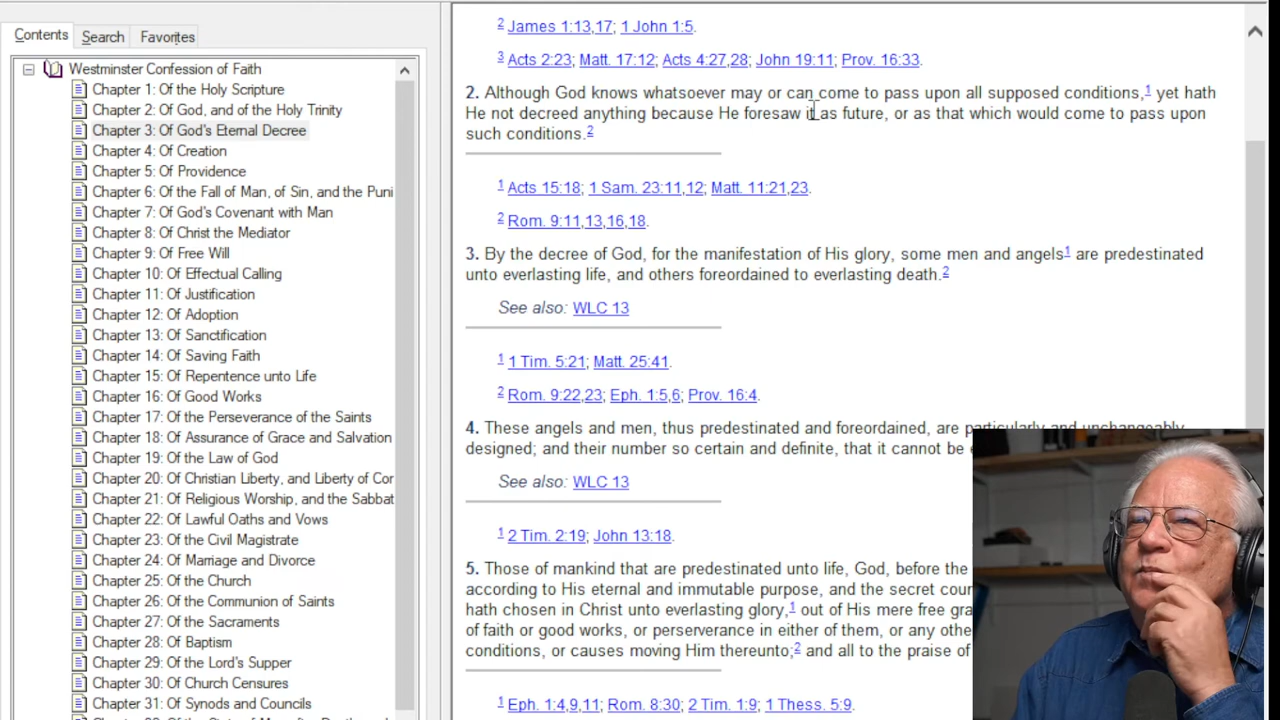 Contents
Search
Favorites
Westminster Confession of Faith
Chapter 1: Of the Holy Scripture
Chapter 2: Of God, and of the Holy Trinity
Chapter 3: Of God's Eternal Decree
Chapter 4: Of Creation
Chapter 5: Of Providence
Chapter 6: Of the Fall of Man, of Sin, and the Puni
Chapter 7: Of God's Covenant with Man
Chapter 8: Of Christ the Mediator
Chapter 9: Of Free Will
Chapter 10: Of Effectual Calling
Chapter 11: Of Justification
Chapter 12: Of Adoption
Chapter 13: Of Sanctification
Chapter 14: Of Saving Faith
Chapter 15: Of Repentence unto Life
Chapter 16: Of Good Works
Chapter 17: Of the Perseverance of the Saints
Chapter 18: Of Assurance of Grace and Salvation
Chapter 19: Of the Law of God
Chapter 20: Of Christian Liberty, and Liberty of Cor
Chapter 21: Of Religious Worship, and the Sabbat
Chapter 22: Of Lawful Oaths and Vows
Chapter 23: Of the Civil Magistrate
Chapter 24: Of Marriage and Divorce
Chapter 25: Of the Church
Chapter 26: Of the Communion of Saints
Chapter 27: Of the Sacraments
Chapter 28: Of Baptism
Chapter 29: Of the Lord's Supper
Chapter 30: Of Church Censures
Chapter 31: Of Synods and Councils
2 James 1:13,17; 1 John 1:5.
3 Acts 2:23; Matt. 17:12; Acts 4:27,28; John 19:11; Prov. 16:33.
2. Although God knows whatsoever may or can come to pass upon all supposed conditions,1 yet hath
He not decreed anything because He foresaw it as future, or as that which would come to pass upon
such conditions.2
1 Acts 15:18; 1 Sam. 23:11,12; Matt. 11:21,23.
2 Rom. 9:11,13,16,18.
3. By the decree of God, for the manifestation of His glory, some men and angels1 are predestinated
unto everlasting life, and others foreordained to everlasting death.2
See also: WLC 13
1 1 Tim. 5:21; Matt. 25:41.
2 Rom. 9:22,23; Eph. 1:5,6; Prov. 16:4.
4. These angels and men, thus predestinated and foreordained, are particularly and unchangeably
designed; and their number so certain and definite, that it cannot be
See also: WLC 13
1 2 Tim. 2:19; John 13:18.
5. Those of mankind that are predestinated unto life, God, before the
according to His eternal and immutable purpose, and the secret cour
hath chosen in Christ unto everlasting glory,1 out of His mere free gra
of faith or good works, or perserverance in either of them, or any othe
conditions, or causes moving Him thereunto;2 and all to the praise of
1 Eph. 1:4,9,11; Rom. 8:30; 2 Tim. 1:9; 1 Thess. 5:9.